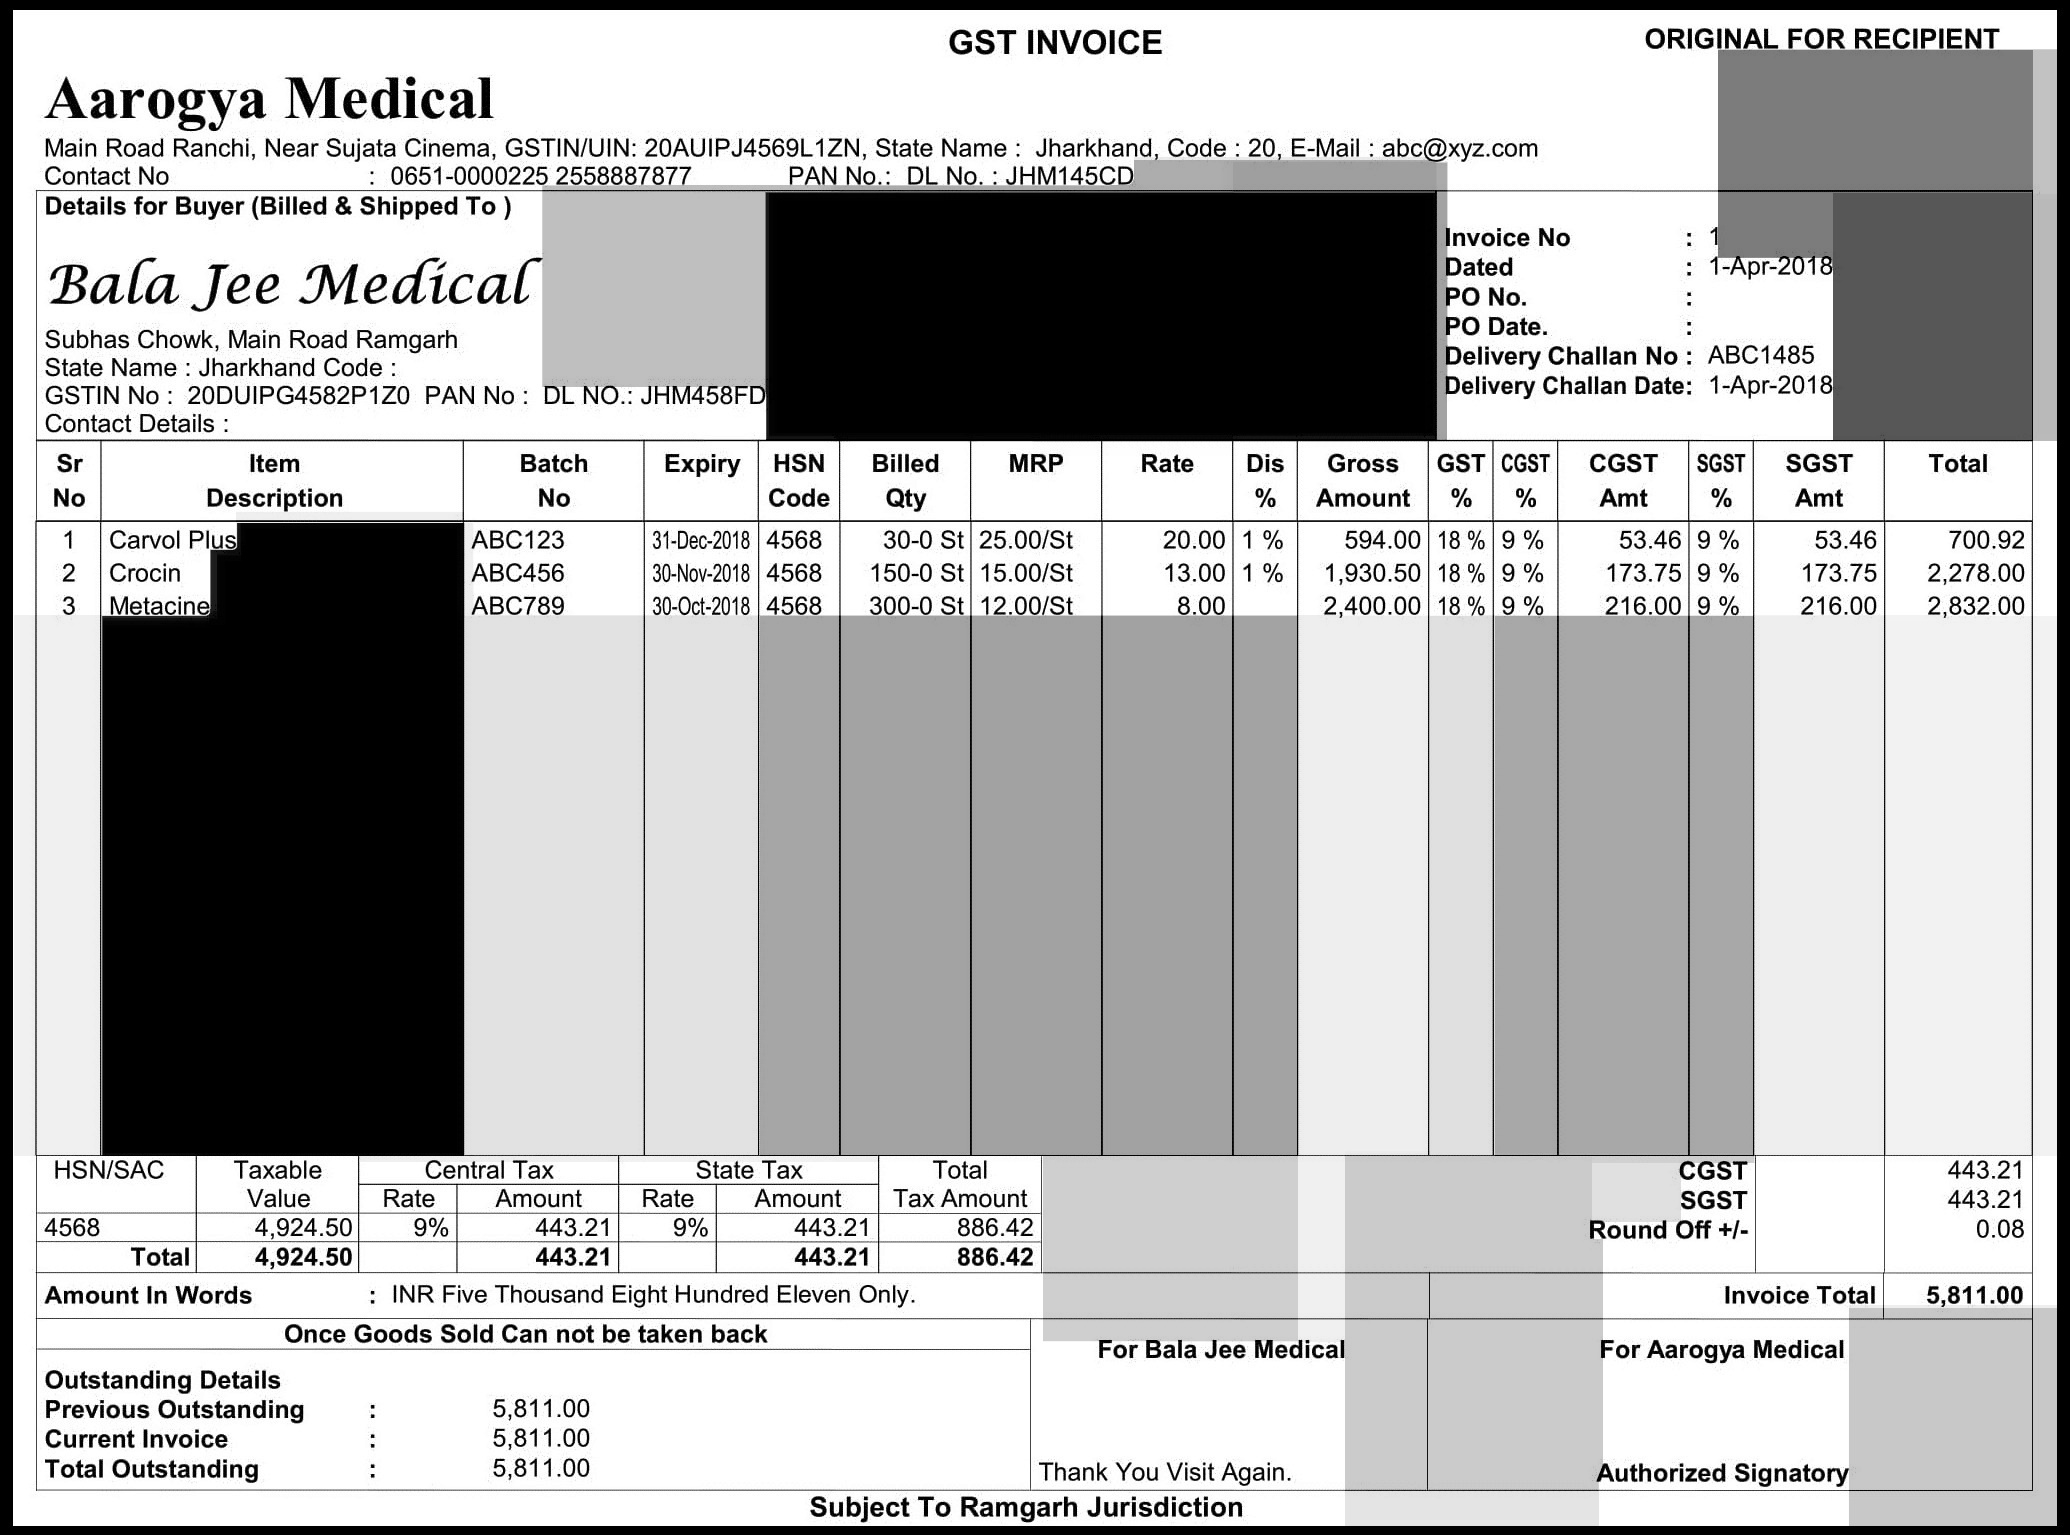 GST INVOICE
ORIGINAL FOR RECIPIENT
Aarogya Medical
Main Road Ranchi, Near Sujata Cinema, GSTIN/UIN: 20AUIPJ4569L1ZN, State Name : Jharkhand, Code : 20, E-Mail : abc@xyz.com
Contact No : 0651-0000225 2558887877 PAN No.: DL No. : JHM145CD
Details for Buyer (Billed & Shipped To )
Bala Jee Medical
Subhas Chowk, Main Road Ramgarh
State Name : Jharkhand Code :
GSTIN No : 20DUIPG4582P1Z0 PAN No : DL NO.: JHM458FD
Contact Details :
Invoice No : 1
Dated : 1-Apr-2018
PO No. :
PO Date. :
Delivery Challan No : ABC1485
Delivery Challan Date: 1-Apr-2018
Sr Item Batch Expiry HSN Billed MRP Rate Dis Gross GST CGST CGST SGST SGST Total
No Description No Code Qty % Amount % % Amt % Amt
1 Carvol Plus ABC123 31-Dec-2018 4568 30-0 St 25.00/St 20.00 1 % 594.00 18 % 9 % 53.46 9 % 53.46 700.92
2 Crocin ABC456 30-Nov-2018 4568 150-0 St 15.00/St 13.00 1 % 1,930.50 18 % 9 % 173.75 9 % 173.75 2,278.00
3 Metacine ABC789 30-Oct-2018 4568 300-0 St 12.00/St 8.00 2,400.00 18 % 9 % 216.00 9 % 216.00 2,832.00
HSN/SAC Taxable Central Tax State Tax Total
Value Rate Amount Rate Amount Tax Amount
4568 4,924.50 9% 443.21 9% 443.21 886.42
Total 4,924.50 443.21 443.21 886.42
CGST 443.21
SGST 443.21
Round Off +/- 0.08
Amount In Words : INR Five Thousand Eight Hundred Eleven Only.
Invoice Total 5,811.00
Once Goods Sold Can not be taken back
Outstanding Details
Previous Outstanding : 5,811.00
Current Invoice : 5,811.00
Total Outstanding : 5,811.00
For Bala Jee Medical
Thank You Visit Again.
For Aarogya Medical
Authorized Signatory
Subject To Ramgarh Jurisdiction